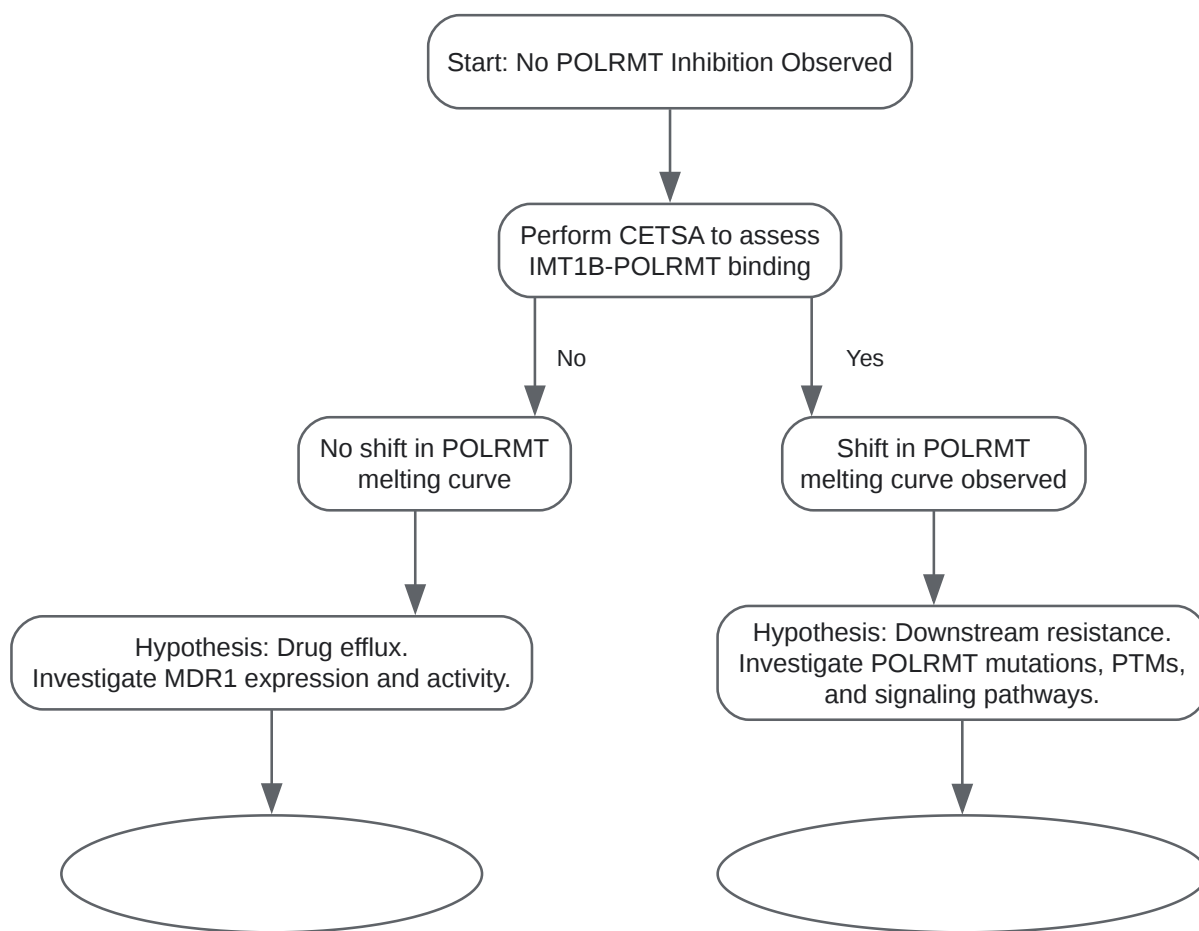 Start: No POLRMT Inhibition Observed
Perform CETSA to assess
IMT1B-POLRMT binding
No
Yes
No shift in POLRMT
melting curve
Shift in POLRMT
melting curve observed
Hypothesis: Drug efflux.
Investigate MDR1 expression and activity.
Hypothesis: Downstream resistance.
Investigate POLRMT mutations, PTMs,
and signaling pathways.